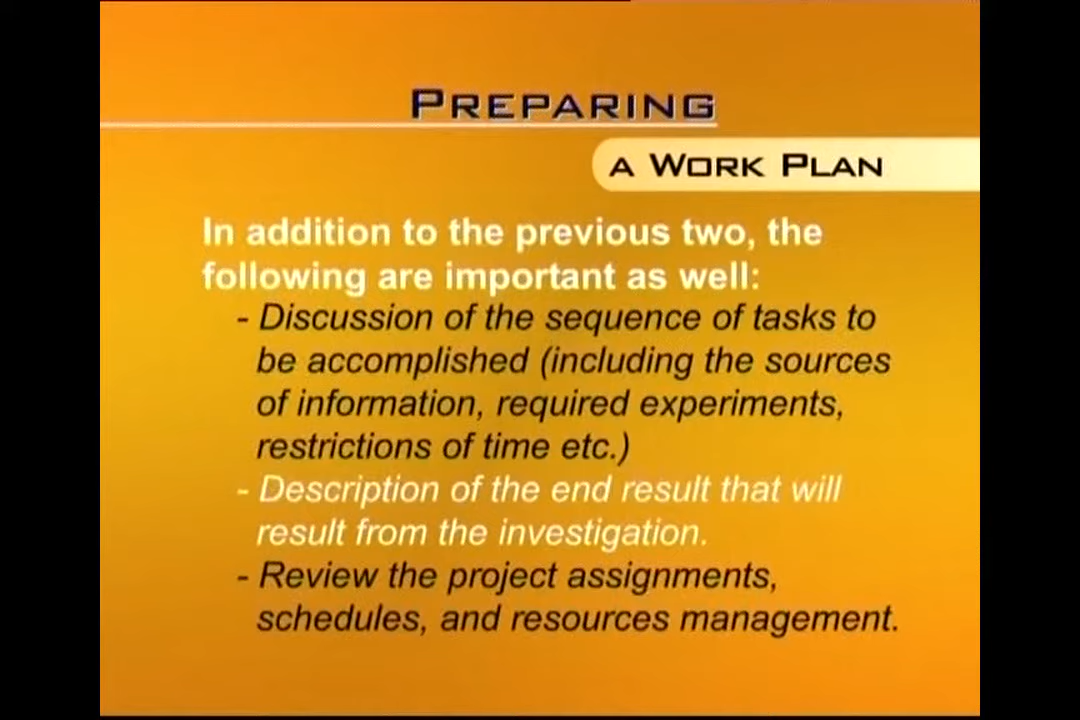 PREPARING
A WORK PLAN
In addition to the previous two, the
following are important as well:
- Discussion of the sequence of tasks to
be accomplished (including the sources
of information, required experiments,
restrictions of time etc.)
- Description of the end result that will
result from the investigation.
- Review the project assignments,
schedules, and resources management.